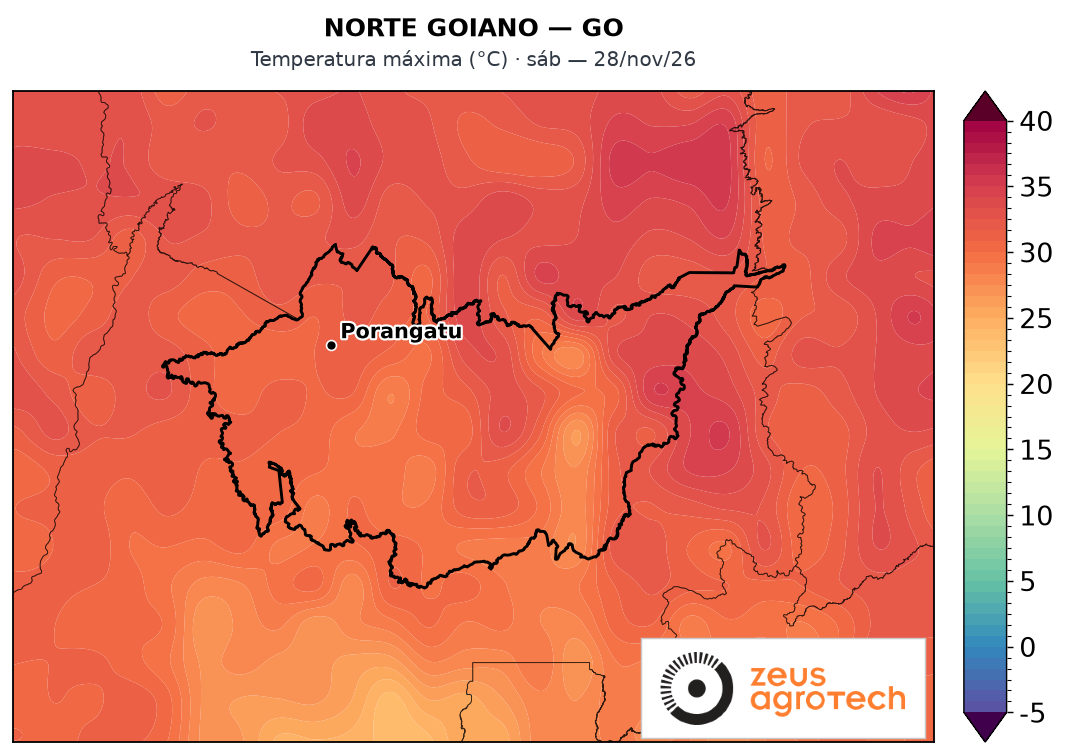 NORTE GOIANO — GO
Temperatura máxima (°C) · sáb — 28/nov/26
Porangatu
40
35
30
25
20
15
10
5
0
-5
zeus
agrotech